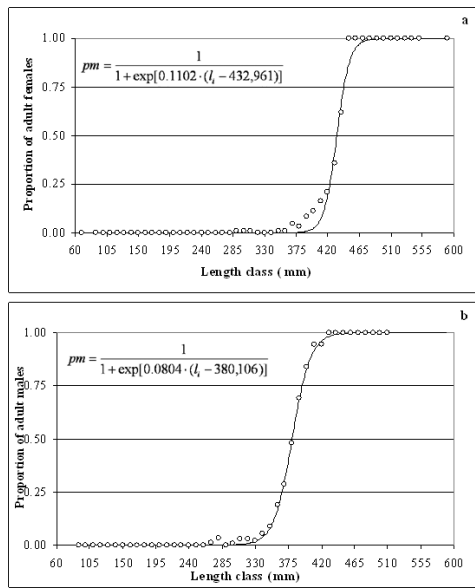 a
1.00
0.75
0.50
0.25
0.00
Proportion of adult females
pm = 1 / 1 + exp[0.1102·(lᵢ − 432,961)]
60 105 150 195 240 285 330 375 420 465 510 555 600
Length class ( mm)
b
1.00
0.75
0.50
0.25
0.00
Proportion of adult males
pm = 1 / 1 + exp[0.0804·(lᵢ − 380,106)]
60 105 150 195 240 285 330 375 420 465 510 555 600
Length class (mm)